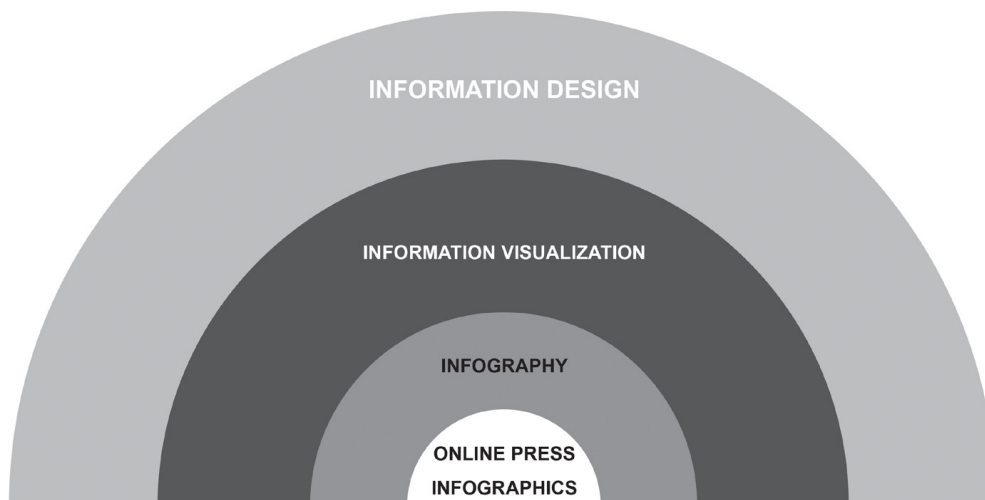 INFORMATION DESIGN
INFORMATION VISUALIZATION
INFOGRAPHY
ONLINE PRESS
INFOGRAPHICS